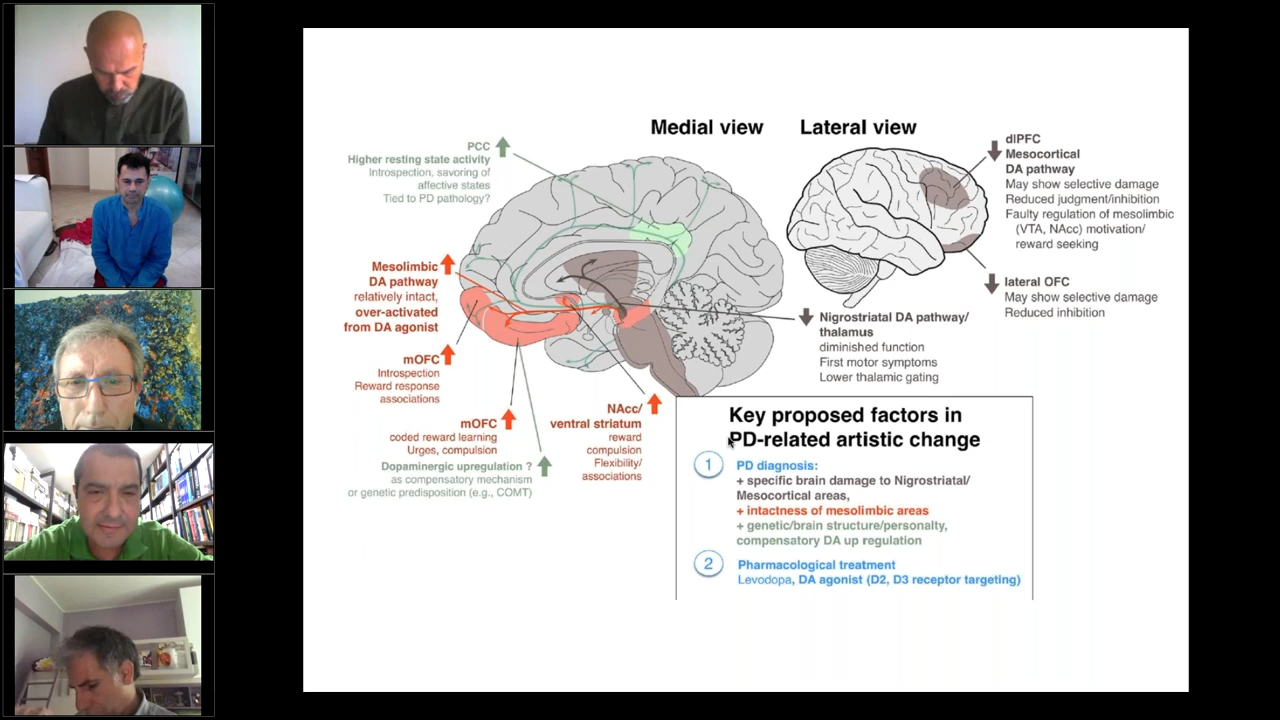 Medial view
Lateral view
PCC
Higher resting state activity
Introspection, savoring of
affective states
Tied to PD pathology?
Mesolimbic
DA pathway
relatively intact,
over-activated
from DA agonist
mOFC
Introspection
Reward response
associations
mOFC
coded reward learning
Urges, compulsion
Dopaminergic upregulation ?
as compensatory mechanism
or genetic predisposition (e.g., COMT)
NAcc/
ventral striatum
reward
compulsion
Flexibility/
associations
dlPFC
Mesocortical
DA pathway
May show selective damage
Reduced judgment/inhibition
Faulty regulation of mesolimbic
(VTA, NAcc) motivation/
reward seeking
lateral OFC
May show selective damage
Reduced inhibition
Nigrostriatal DA pathway/
thalamus
diminished function
First motor symptoms
Lower thalamic gating
Key proposed factors in
PD-related artistic change
1
PD diagnosis:
+ specific brain damage to Nigrostriatal/
Mesocortical areas,
+ intactness of mesolimbic areas
+ genetic/brain structure/personalty,
compensatory DA up regulation
2
Pharmacological treatment
Levodopa, DA agonist (D2, D3 receptor targeting)